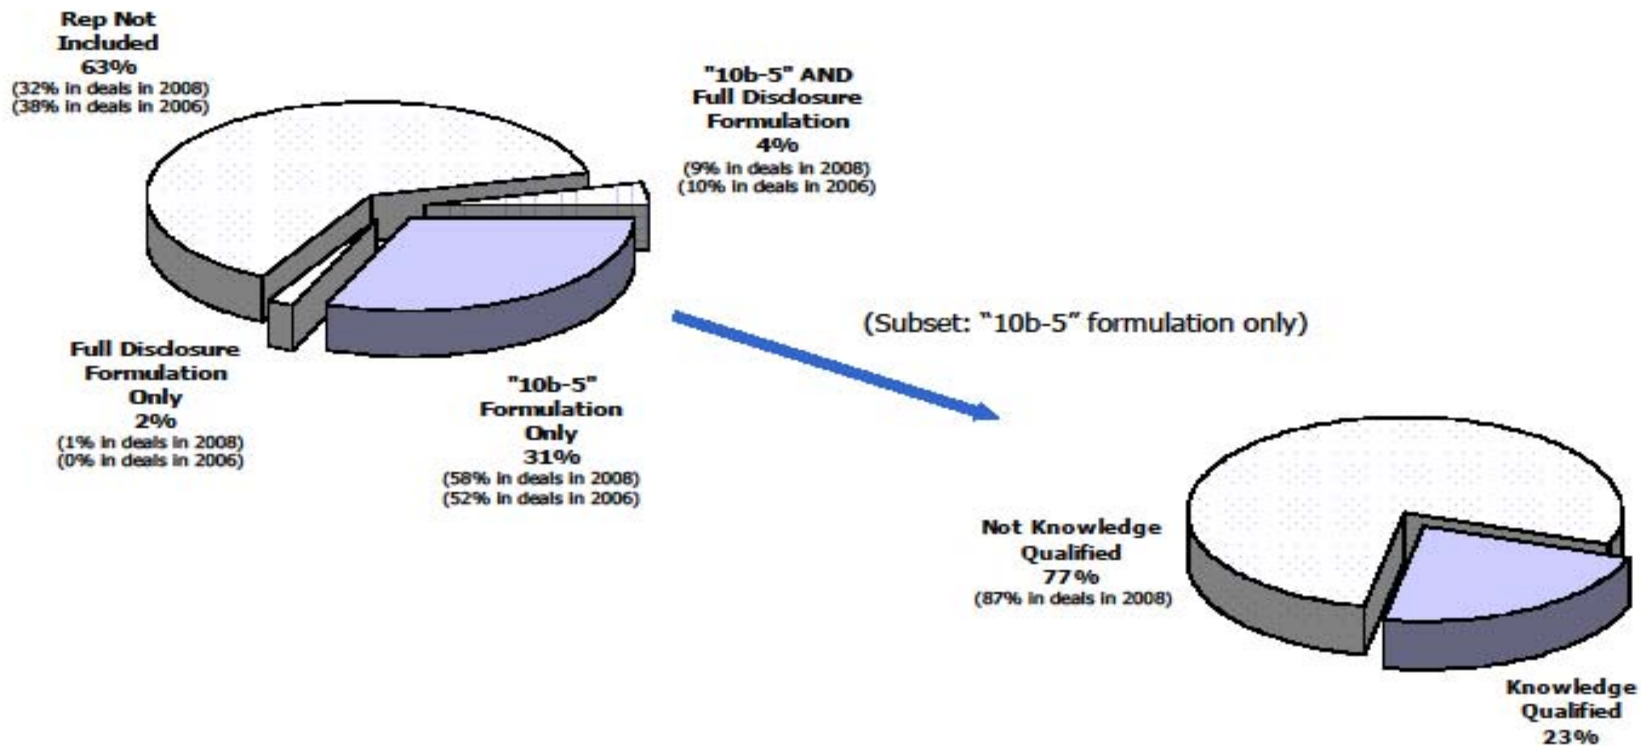 Rep Not
Included
63%
(32% in deals in 2008)
(38% in deals in 2006)
"10b-5" AND
Full Disclosure
Formulation
4%
(9% in deals in 2008)
(10% in deals in 2006)
Full Disclosure
Formulation
Only
2%
(1% in deals in 2008)
(0% in deals in 2006)
"10b-5"
Formulation
Only
31%
(58% in deals in 2008)
(52% in deals in 2006)
(Subset: “10b-5” formulation only)
Not Knowledge
Qualified
77%
(87% in deals in 2008)
Knowledge
Qualified
23%